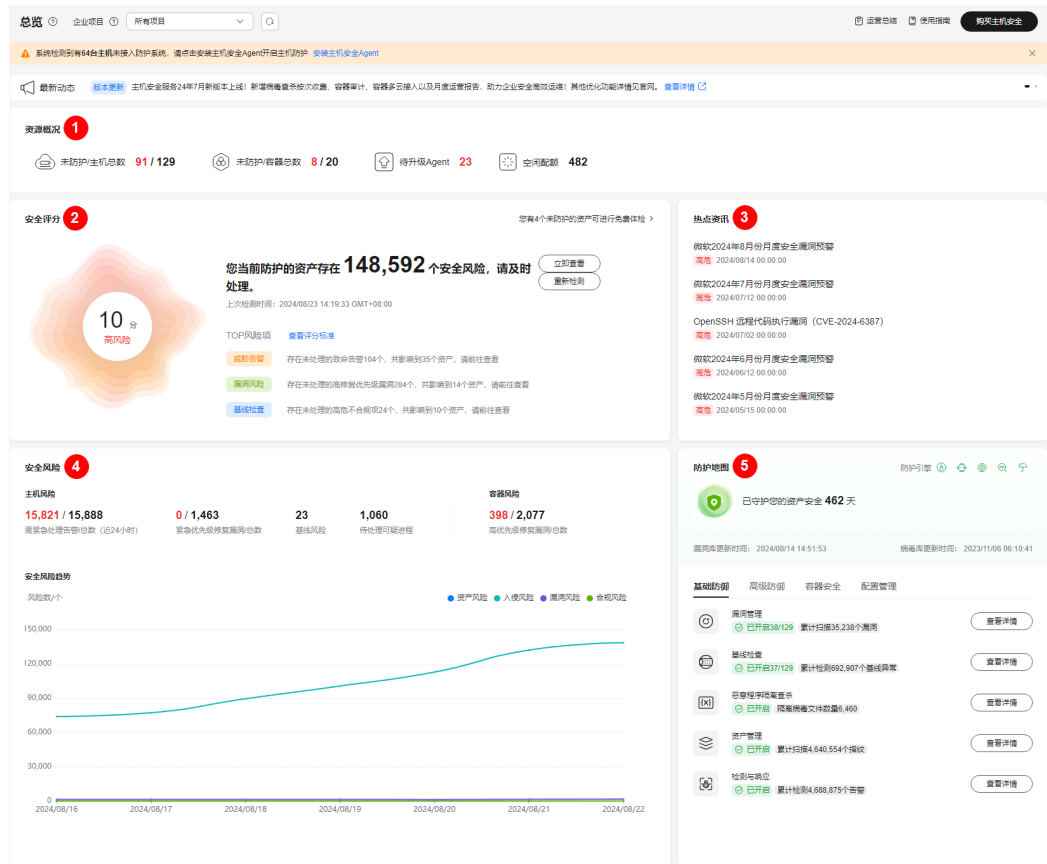 总览 企业项目 所有项目 运营总结 使用指南 购买主机安全
系统检测到有64台主机未接入防护系统，请点击安装主机安全Agent开启主机防护 安装主机安全Agent
最新动态 版本更新 主机安全服务24年7月新版本上线！新增病毒查杀按次收费、容器审计、容器多云接入以及月度运营报告，助力企业安全高效运维！其他优化功能详情见官网。 查看详情
资源概况 1
未防护/主机总数 91 / 129 未防护/容器总数 8 / 20 待升级Agent 23 空闲配额 482
安全评分 2
您有4个未防护的资产可进行免费体检
10 分
高风险
您当前防护的资产存在 148,592 个安全风险，请及时
处理。
立即查看
重新检测
上次检测时间：2024/08/23 14:19:33 GMT+08:00
TOP风险项 查看评分标准
威胁告警 存在未处理的致命告警104个，共影响到35个资产，请前往查看
漏洞风险 存在未处理的高修复优先级漏洞284个，共影响到14个资产，请前往查看
基线检查 存在未处理的高危不合规项24个，共影响到10个资产，请前往查看
热点资讯 3
微软2024年8月份月度安全漏洞预警
高危 2024/08/14 00:00:00
微软2024年7月份月度安全漏洞预警
高危 2024/07/12 00:00:00
OpenSSH 远程代码执行漏洞（CVE-2024-6387）
高危 2024/07/02 00:00:00
微软2024年6月份月度安全漏洞预警
高危 2024/06/12 00:00:00
微软2024年5月份月度安全漏洞预警
高危 2024/05/15 00:00:00
安全风险 4
主机风险 容器风险
15,821 / 15,888 0 / 1,463 23 1,060 398 / 2,077
需紧急处理告警/总数（近24小时） 紧急优先级修复漏洞/总数 基线风险 待处理可疑进程 高优先级修复漏洞/总数
安全风险趋势
风险数/个 资产风险 入侵风险 漏洞风险 合规风险
150,000
120,000
90,000
60,000
30,000
0
2024/08/16 2024/08/17 2024/08/18 2024/08/19 2024/08/20 2024/08/21 2024/08/22
防护地图 5 防护引擎
已守护您的资产安全 462 天
漏洞库更新时间： 2024/08/14 14:51:53 病毒库更新时间： 2023/11/06 06:10:41
基础防御 高级防御 容器安全 配置管理
漏洞管理
已开启38/129 累计扫描35,238个漏洞 查看详情
基线检查
已开启37/129 累计检测692,907个基线异常 查看详情
恶意程序隔离查杀
已开启 隔离病毒文件数量6,460 查看详情
资产管理
已开启 累计扫描4,640,554个指纹 查看详情
检测与响应
已开启 累计检测4,688,875个告警 查看详情